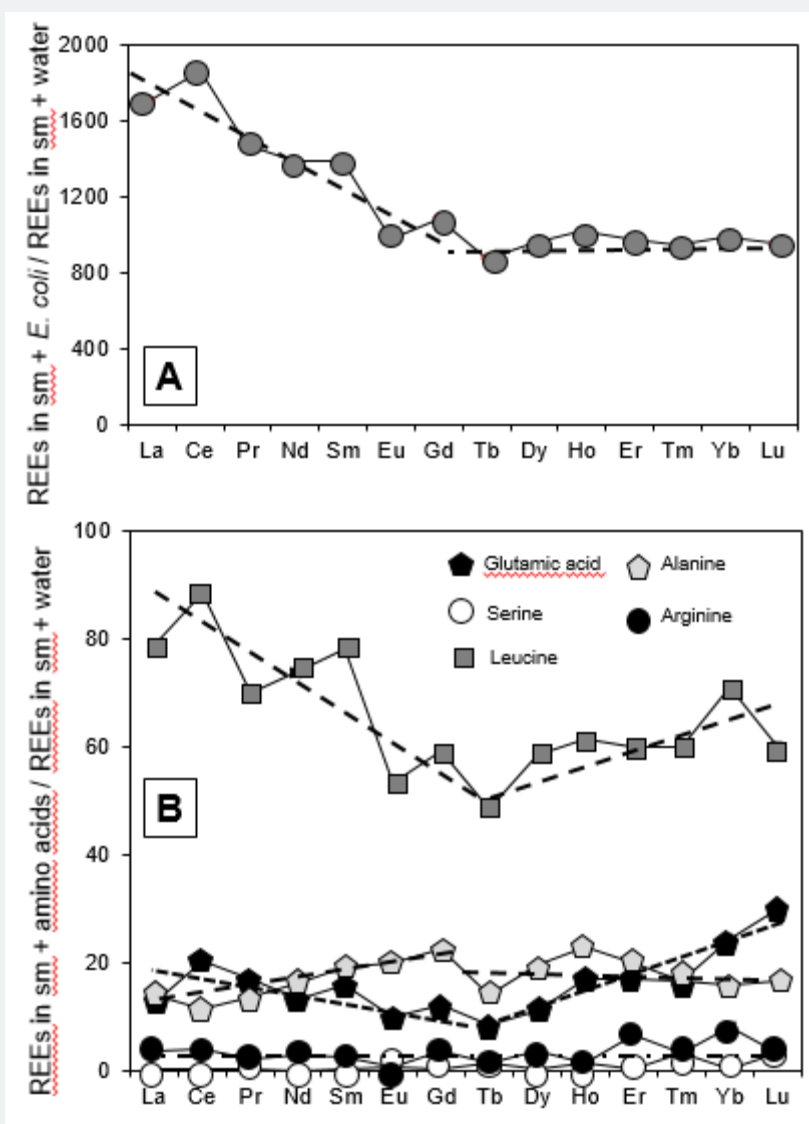 REEs in sm + E. coli / REEs in sm + water
2000
1600
1200
800
400
0
A
La Ce Pr Nd Sm Eu Gd Tb Dy Ho Er Tm Yb Lu
REEs in sm + amino acids / REEs in sm + water
100
80
60
40
20
0
Glutamic acid Alanine
Serine Arginine
Leucine
B
La Ce Pr Nd Sm Eu Gd Tb Dy Ho Er Tm Yb Lu